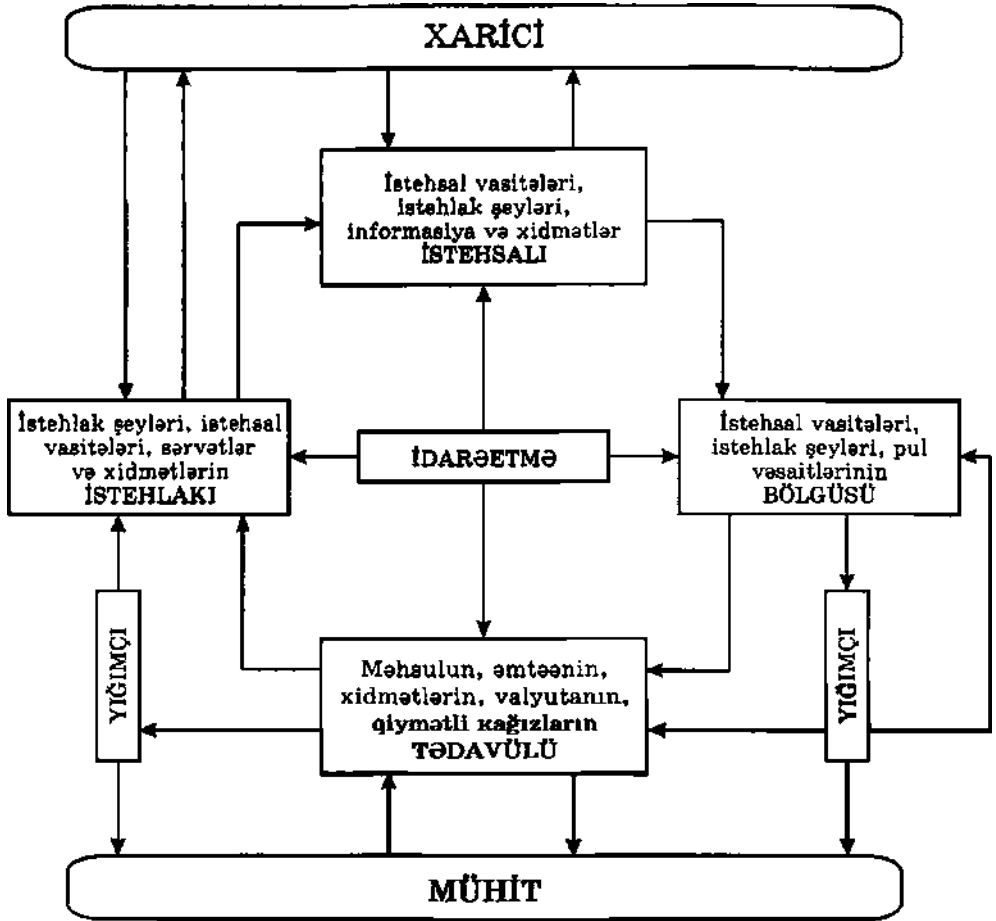 XARİCİ
İstehsal vasitələri,
istehlak şeyləri,
informasiya və xidmətlər
İSTEHSALI
İstehlak şeyləri, istehsal
vasitələri, sərvətlər
və xidmətlərin
İSTEHLAKI
İDARƏETMƏ
İstehsal vasitələri,
istehlak şeyləri, pul
vəsaitlərinin
BÖLGÜSÜ
YIĞIMÇI
Məhsulun, əmtəənin,
xidmətlərin, valyutanın,
qiymətli kağızların
TƏDAVÜLÜ
YIĞIMÇI
MÜHİT